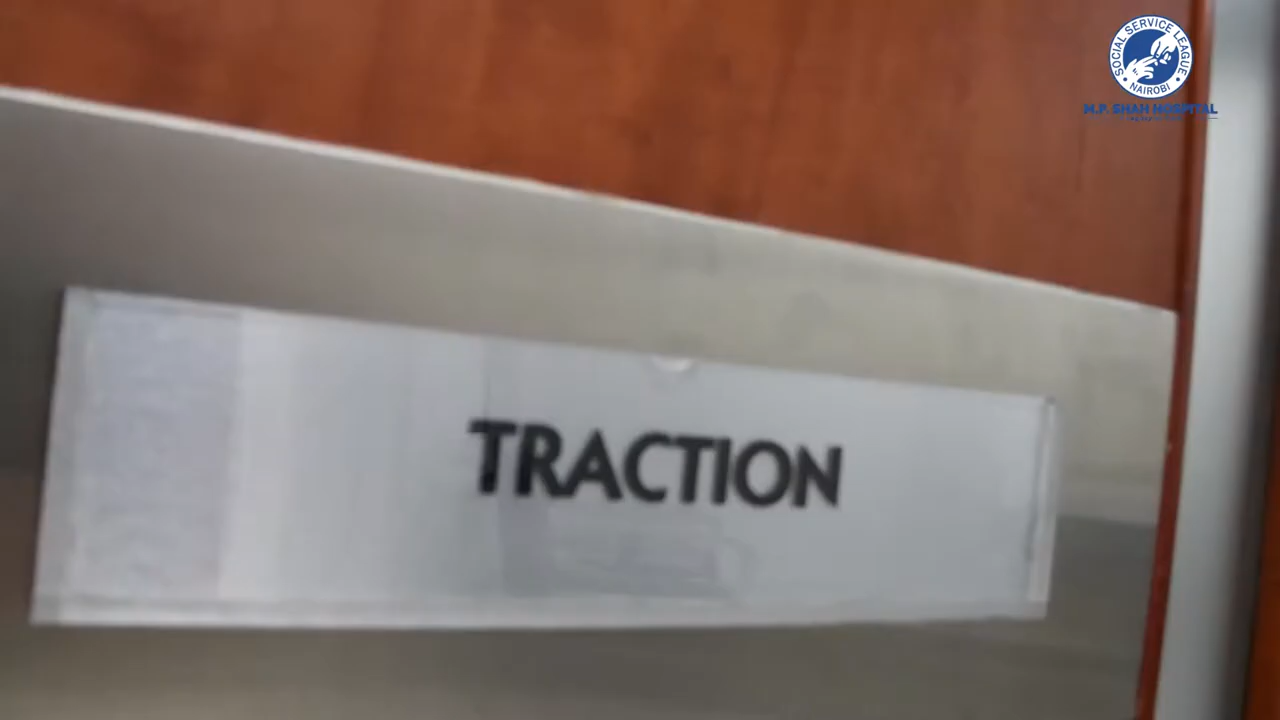 SOCIAL SERVICE LEAGUE
NAIROBI
M.P. SHAH HOSPITAL
TRACTION